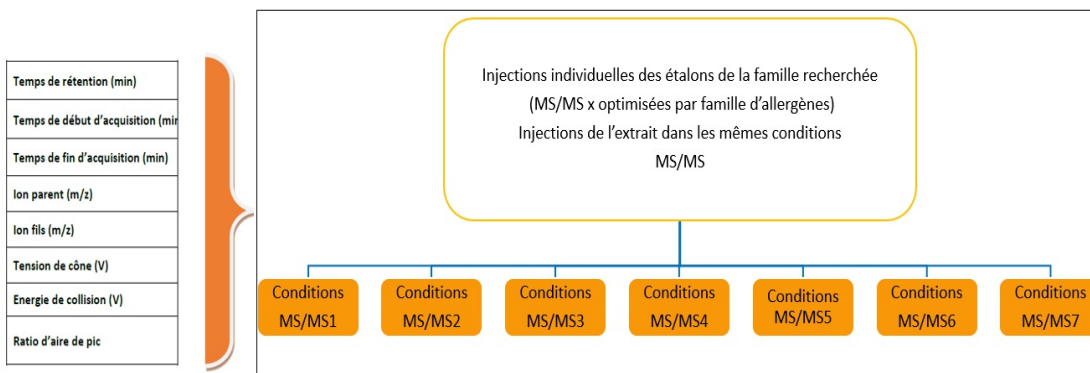 Temps de rétention (min)
Temps de début d'acquisition (min
Temps de fin d'acquisition (min)
Ion parent (m/z)
Ion fils (m/z)
Tension de cône (V)
Energie de collision (V)
Ratio d'aire de pic
Injections individuelles des étalons de la famille recherchée
(MS/MS x optimisées par famille d'allergènes)
Injections de l'extrait dans les mêmes conditions
MS/MS
Conditions
MS/MS1
Conditions
MS/MS2
Conditions
MS/MS3
Conditions
MS/MS4
Conditions
MS/MS5
Conditions
MS/MS6
Conditions
MS/MS7